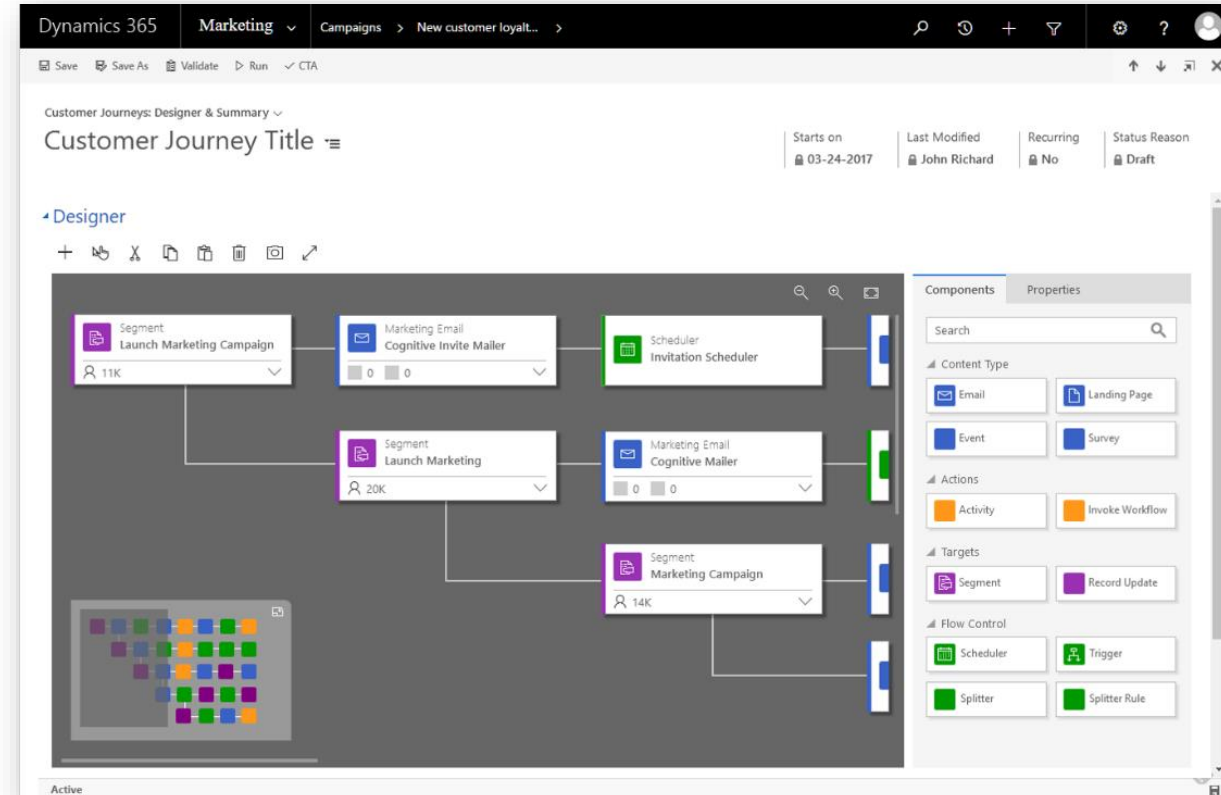 Dynamics 365 Marketing Campaigns > New customer loyalt... > ?
Save Save As Validate Run CTA
Customer Journeys: Designer & Summary
Customer Journey Title
Starts on Last Modified Recurring Status Reason
03-24-2017 John Richard No Draft
Designer
Segment
Launch Marketing Campaign
11K
Marketing Email
Cognitive Invite Mailer
0 0
Scheduler
Invitation Scheduler
Segment
Launch Marketing
20K
Marketing Email
Cognitive Mailer
0 0
Segment
Marketing Campaign
14K
Components Properties
Search
Content Type
Email Landing Page
Event Survey
Actions
Activity Invoke Workflow
Targets
Segment Record Update
Flow Control
Scheduler Trigger
Splitter Splitter Rule
Active